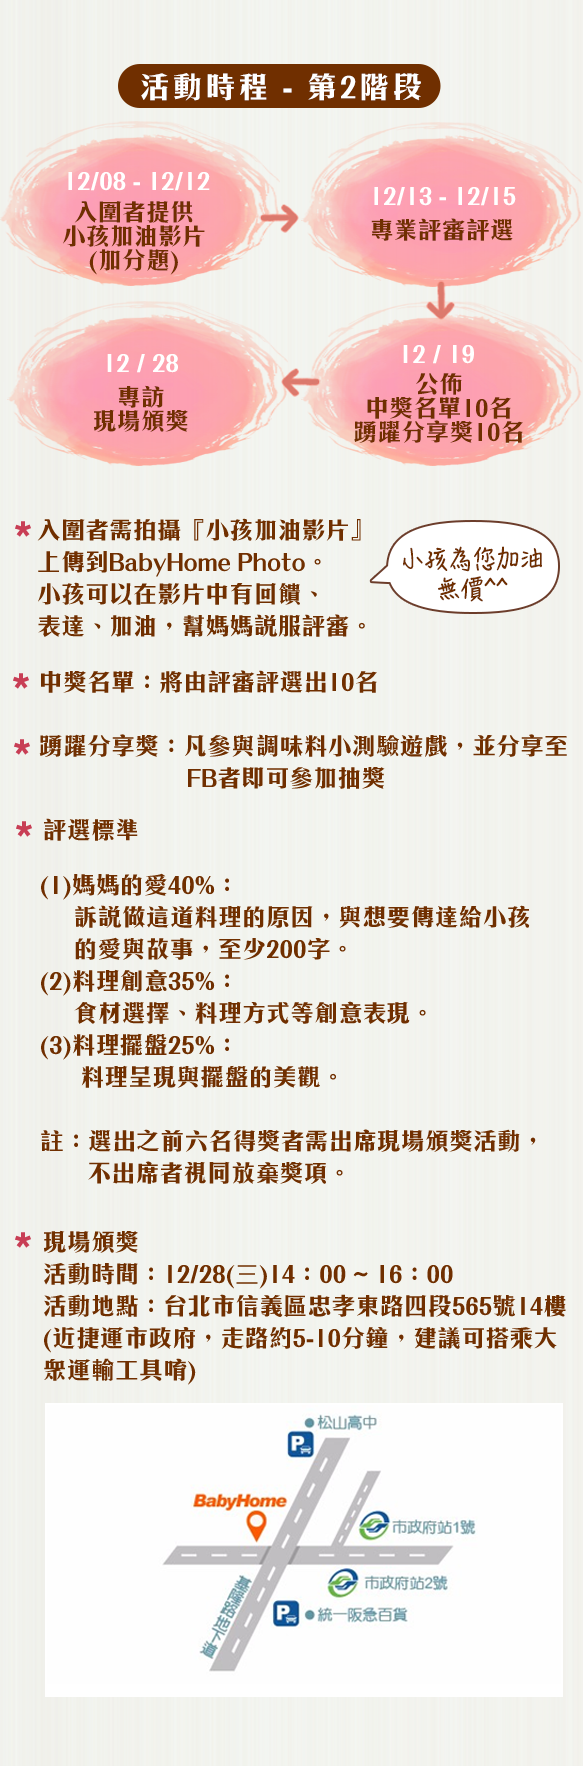 活動時程 - 第2階段
12/08 - 12/12
入圍者提供
小孩加油影片
(加分題)
12/13 - 12/15
專業評審評選
12 / 19
公佈
中獎名單10名
踴躍分享獎10名
12 / 28
專訪
現場頒獎
* 入圍者需拍攝『小孩加油影片』
上傳到BabyHome Photo。
小孩可以在影片中有回饋、
表達、加油，幫媽媽說服評審。
小孩為您加油
無價^^
* 中獎名單：將由評審評選出10名
* 踴躍分享獎：凡參與調味料小測驗遊戲，並分享至
FB者即可參加抽獎
* 評選標準
(1)媽媽的愛40%：
訴說做這道料理的原因，與想要傳達給小孩
的愛與故事，至少200字。
(2)料理創意35%：
食材選擇、料理方式等創意表現。
(3)料理擺盤25%：
料理呈現與擺盤的美觀。
註：選出之前六名得獎者需出席現場頒獎活動，
不出席者視同放棄獎項。
* 現場頒獎
活動時間：12/28(三)14：00 ~ 16：00
活動地點：台北市信義區忠孝東路四段565號14樓
(近捷運市政府，走路約5-10分鐘，建議可搭乘大
眾運輸工具唷)
松山高中
P
BabyHome
市政府站1號
市政府站2號
P
統一阪急百貨